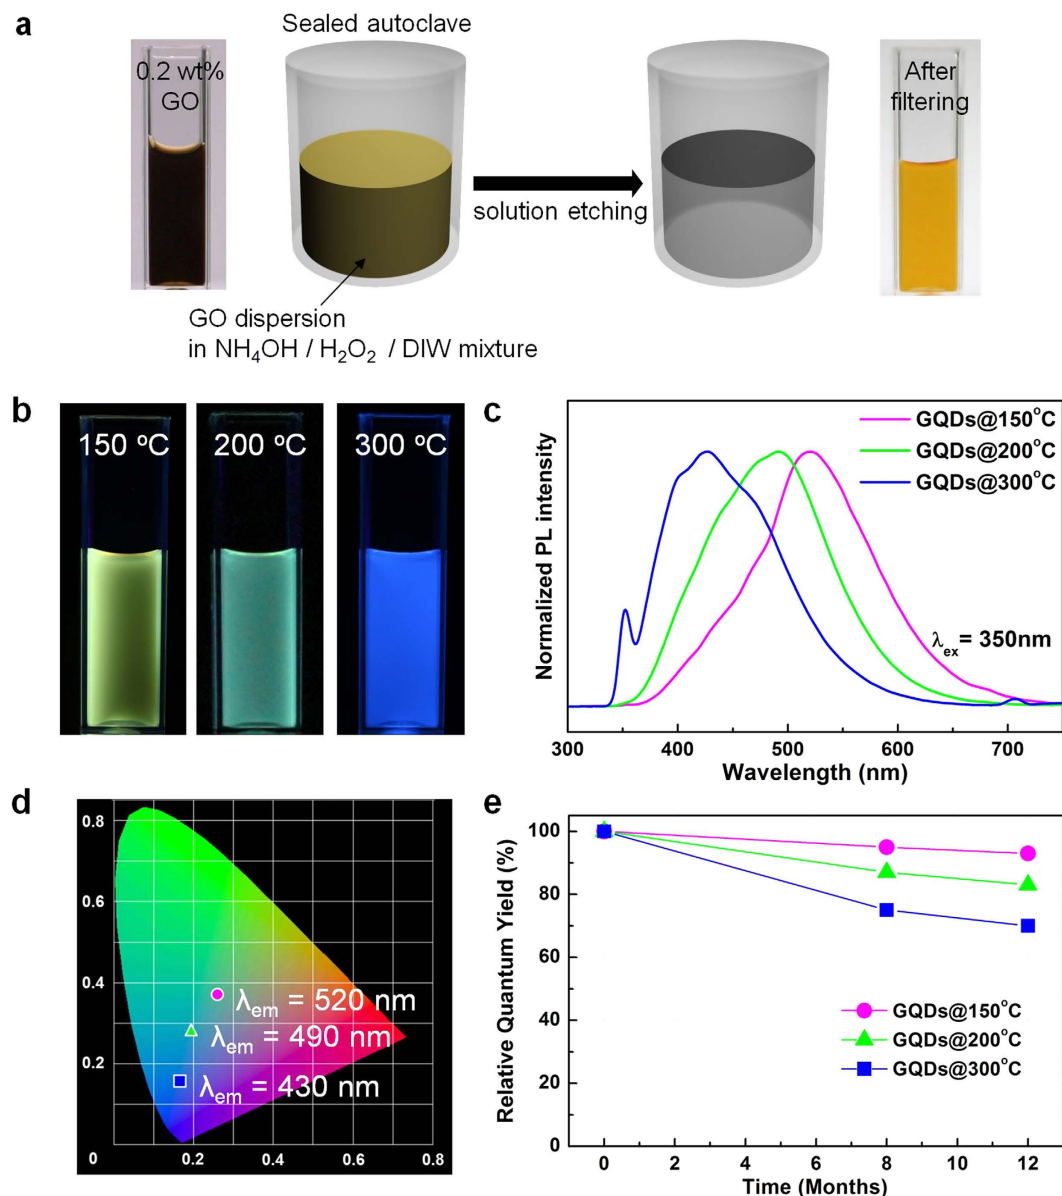 a
Sealed autoclave
0.2 wt%
GO
After
filtering
solution etching
GO dispersion
in NH₄OH / H₂O₂ / DIW mixture
b
150 ºC
200 ºC
300 ºC
c
GQDs@150°C
GQDs@200°C
GQDs@300°C
Normalized PL intensity
λex= 350nm
300
400
500
600
700
Wavelength (nm)
d
0.8
0.6
0.4
0.2
0
0.2
0.4
0.6
0.8
λem = 520 nm
λem = 490 nm
λem = 430 nm
e
Relative Quantum Yield (%)
100
80
60
40
20
0
GQDs@150°C
GQDs@200°C
GQDs@300°C
0
2
4
6
8
10
12
Time (Months)